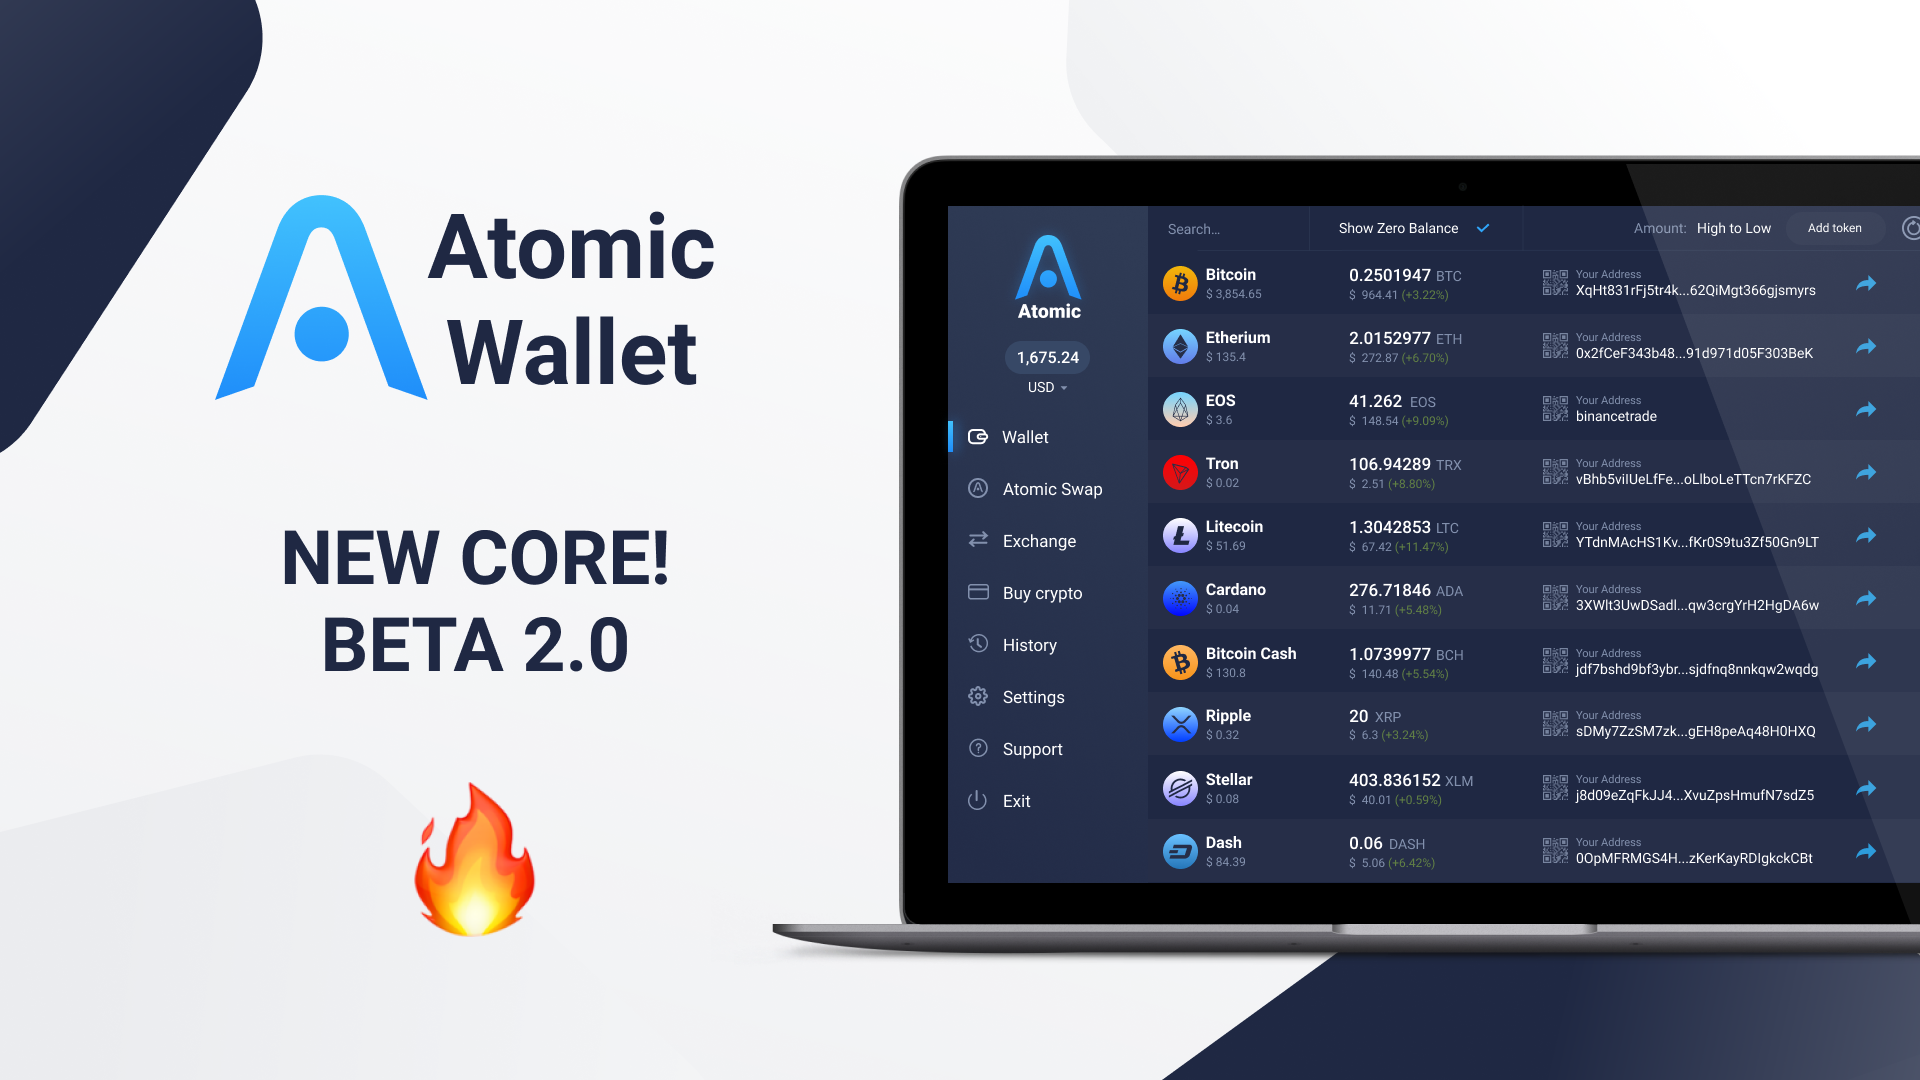 Atomic
Wallet
NEW CORE!
BETA 2.0
Atomic
1,675.24
USD
Wallet
Atomic Swap
Exchange
Buy crypto
History
Settings
Support
Exit
Search...
Show Zero Balance
Amount: High to Low
Add token
Bitcoin 0.2501947 BTC Your Address
$ 3,854.65 $ 964.41 (+3.22%) XqHt831rFj5tr4k...62QiMgt366gjsmyrs
Etherium 2.0152977 ETH Your Address
$ 135.4 $ 272.87 (+6.70%) 0x2fCeF343b48...91d971d05F303BeK
EOS 41.262 EOS Your Address
$ 3.6 $ 148.54 (+9.09%) binancetrade
Tron 106.94289 TRX Your Address
$ 0.02 $ 2.51 (+8.80%) vBhb5viIUeLfFe...oLlboLeTTcn7rKFZC
Litecoin 1.3042853 LTC Your Address
$ 51.69 $ 67.42 (+11.47%) YTdnMAcHS1Kv...fKr0S9tu3Zf50Gn9LT
Cardano 276.71846 ADA Your Address
$ 0.04 $ 11.71 (+5.48%) 3XWlt3UwDSadl...qw3crgYrH2HgDA6w
Bitcoin Cash 1.0739977 BCH Your Address
$ 130.8 $ 140.48 (+5.54%) jdf7bshd9bf3ybr...sjdfnq8nnkqw2wqdg
Ripple 20 XRP Your Address
$ 0.32 $ 6.3 (+3.24%) sDMy7ZzSM7zk...gEH8peAq48H0HXQ
Stellar 403.836152 XLM Your Address
$ 0.08 $ 40.01 (+0.59%) j8d09eZqFkJJ4...XvuZpsHmufN7sdZ5
Dash 0.06 DASH Your Address
$ 84.39 $ 5.06 (+6.42%) 0OpMFRMGS4H...zKerKayRDIgkckCBt